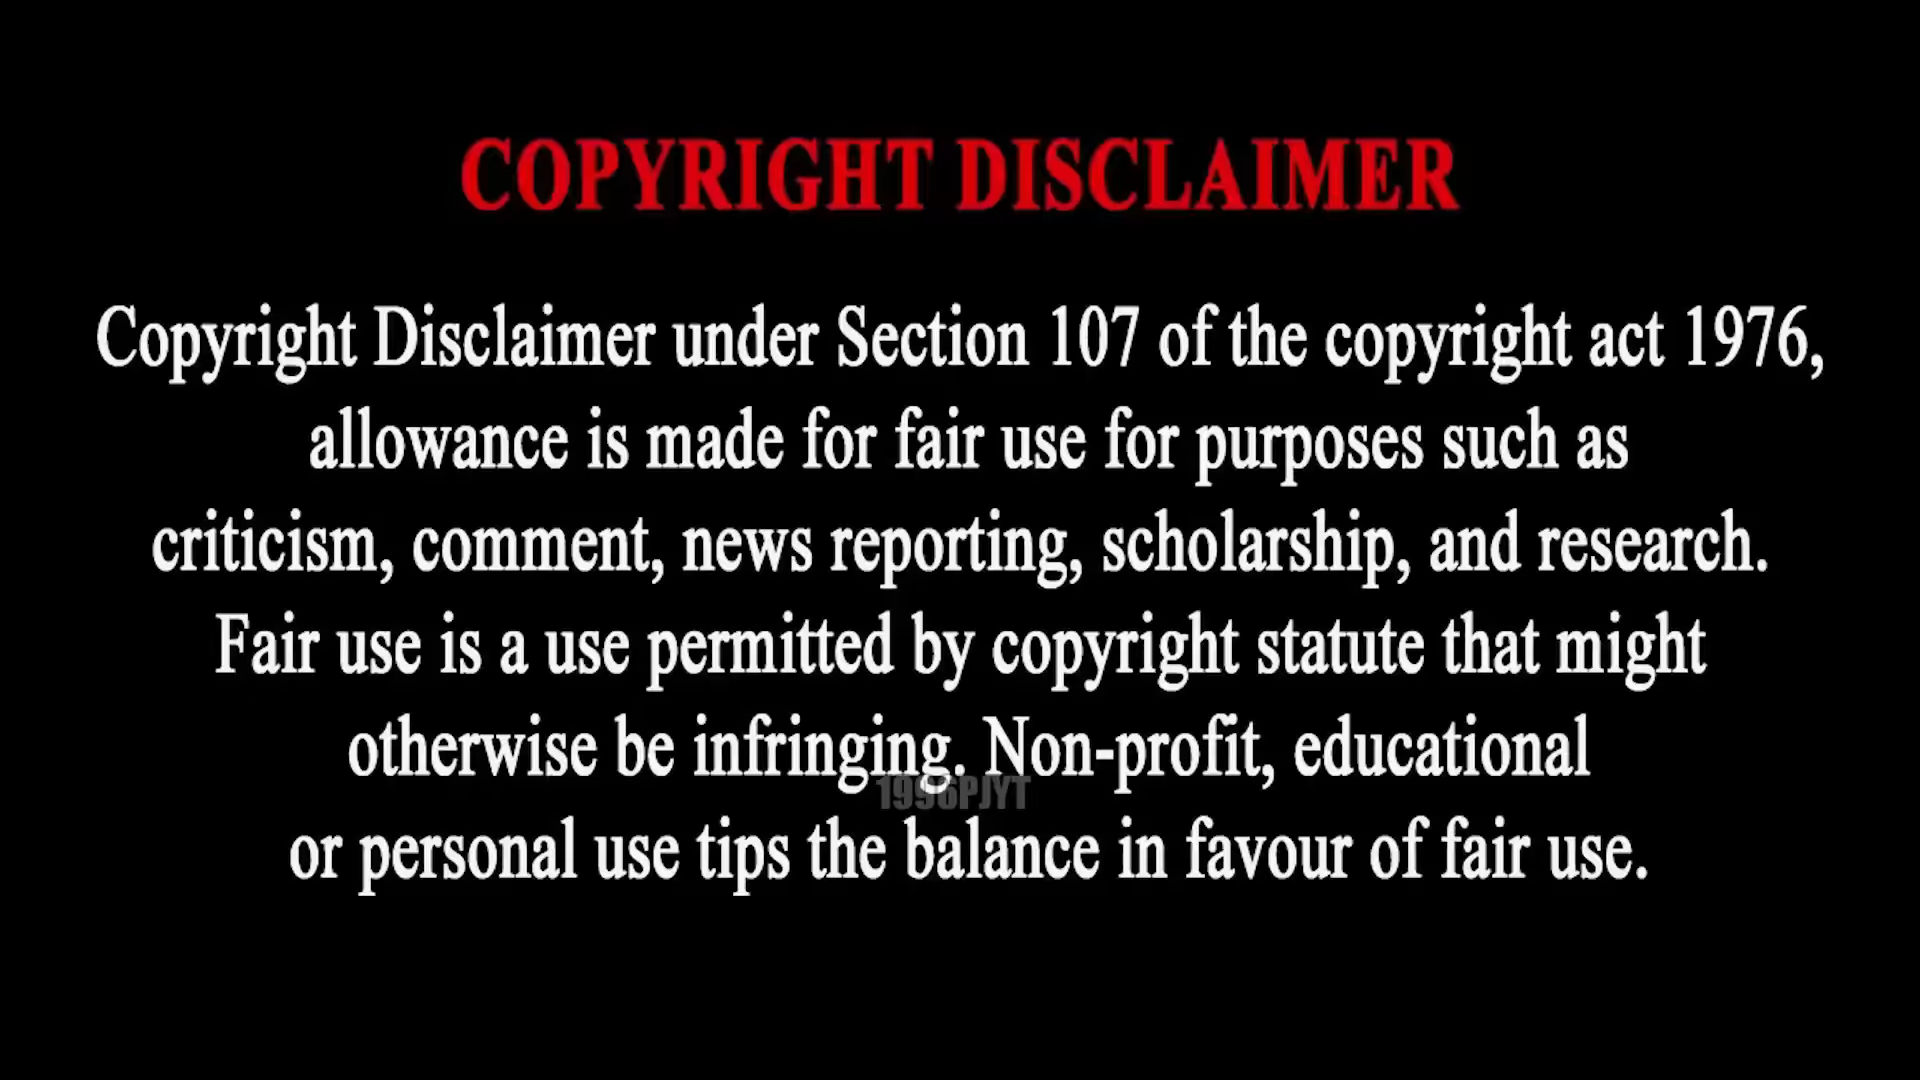 COPYRIGHT DISCLAIMER
Copyright Disclaimer under Section 107 of the copyright act 1976,
allowance is made for fair use for purposes such as
criticism, comment, news reporting, scholarship, and research.
Fair use is a use permitted by copyright statute that might
otherwise be infringing. Non-profit, educational
1996PJYT
or personal use tips the balance in favour of fair use.